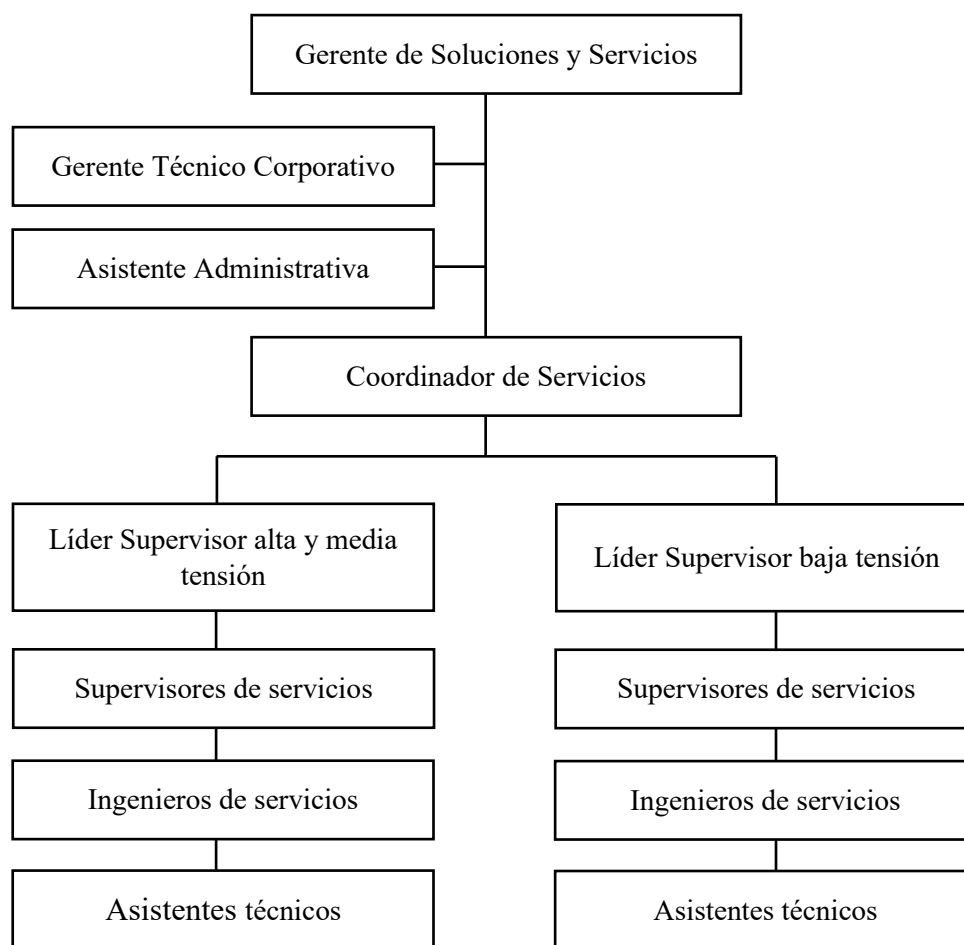 Gerente de Soluciones y Servicios
Gerente Técnico Corporativo
Asistente Administrativa
Coordinador de Servicios
Líder Supervisor alta y media
tensión
Líder Supervisor baja tensión
Supervisores de servicios
Supervisores de servicios
Ingenieros de servicios
Ingenieros de servicios
Asistentes técnicos
Asistentes técnicos